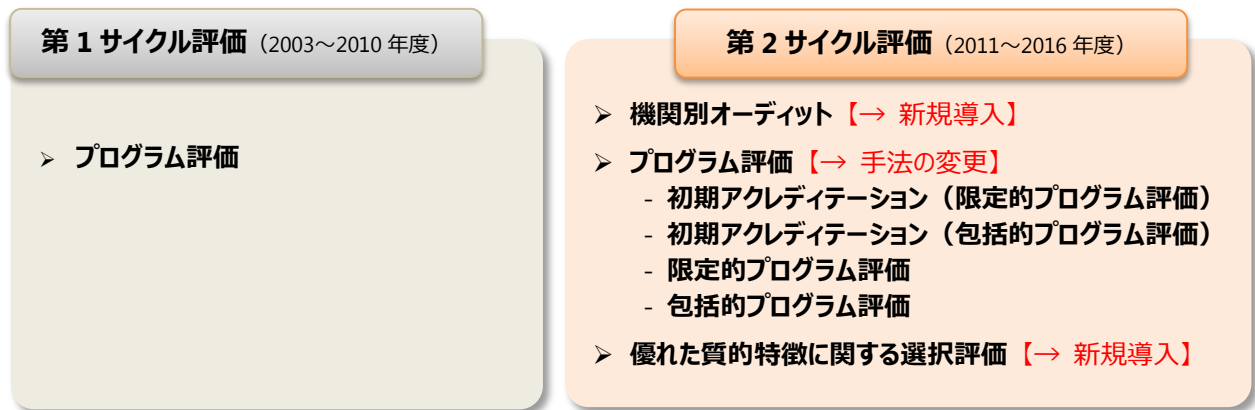 第 1 サイクル評価（2003～2010 年度）
➢ プログラム評価
第 2 サイクル評価（2011～2016 年度）
➢ 機関別オーディット【→ 新規導入】
➢ プログラム評価【→ 手法の変更】
- 初期アクレディテーション（限定的プログラム評価）
- 初期アクレディテーション（包括的プログラム評価）
- 限定的プログラム評価
- 包括的プログラム評価
➢ 優れた質的特徴に関する選択評価【→ 新規導入】